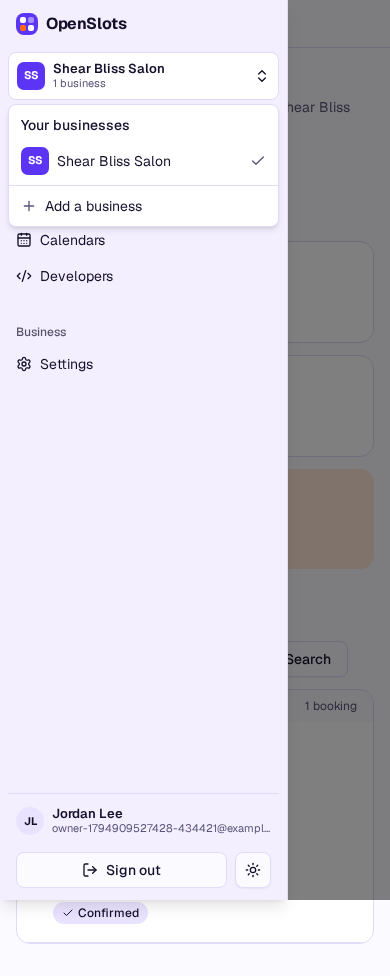 OpenSlots
SS
Shear Bliss Salon
1 business
hear Bliss
Your businesses
SS
Shear Bliss Salon
Add a business
Calendars
Developers
Business
Settings
Search
1 booking
JL
Jordan Lee
owner-1794909527428-434421@exampl...
Sign out
Confirmed